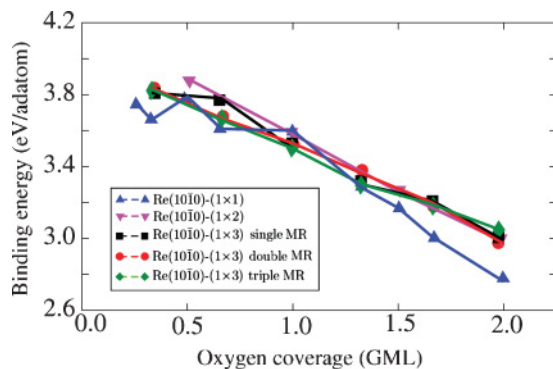 4.2
3.8
3.4
3.0
2.6
Binding energy (eV/adatom)
Re(101̄0)-(1×1)
Re(101̄0)-(1×2)
Re(101̄0)-(1×3) single MR
Re(101̄0)-(1×3) double MR
Re(101̄0)-(1×3) triple MR
0.0 0.5 1.0 1.5 2.0
Oxygen coverage (GML)